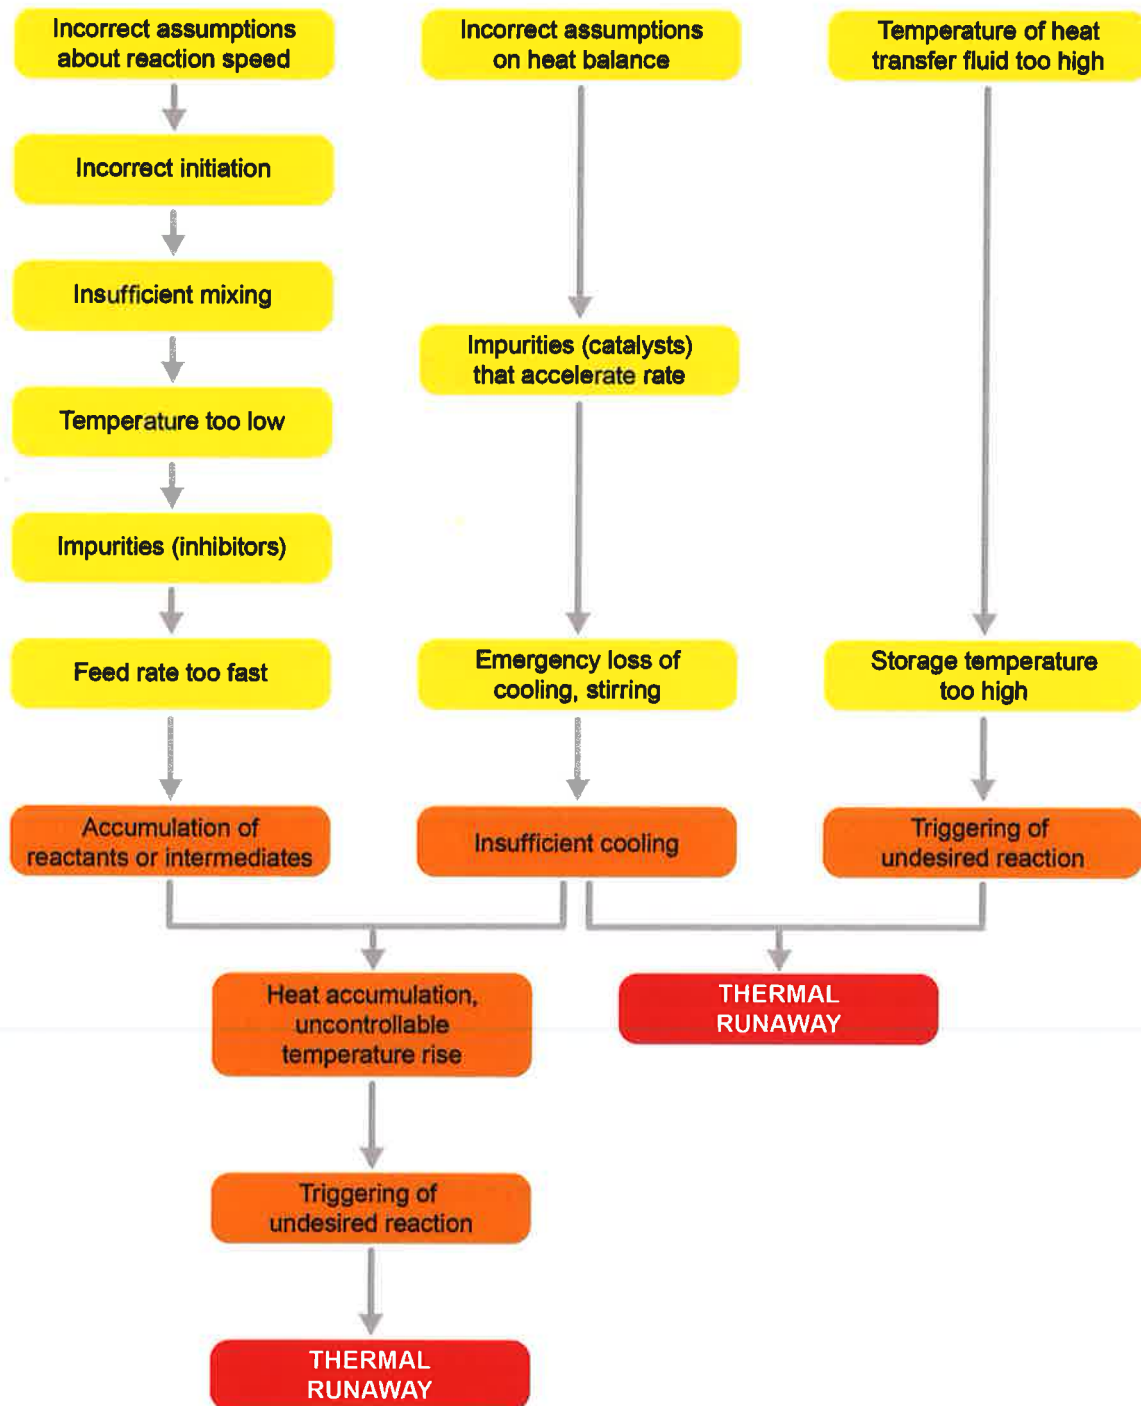 Incorrect assumptions
about reaction speed
Incorrect initiation
Insufficient mixing
Temperature too low
Impurities (inhibitors)
Feed rate too fast
Accumulation of
reactants or intermediates
Incorrect assumptions
on heat balance
Impurities (catalysts)
that accelerate rate
Emergency loss of
cooling, stirring
Insufficient cooling
Temperature of heat
transfer fluid too high
Storage temperature
too high
Triggering of
undesired reaction
Heat accumulation,
uncontrollable
temperature rise
Triggering of
undesired reaction
THERMAL
RUNAWAY
THERMAL
RUNAWAY